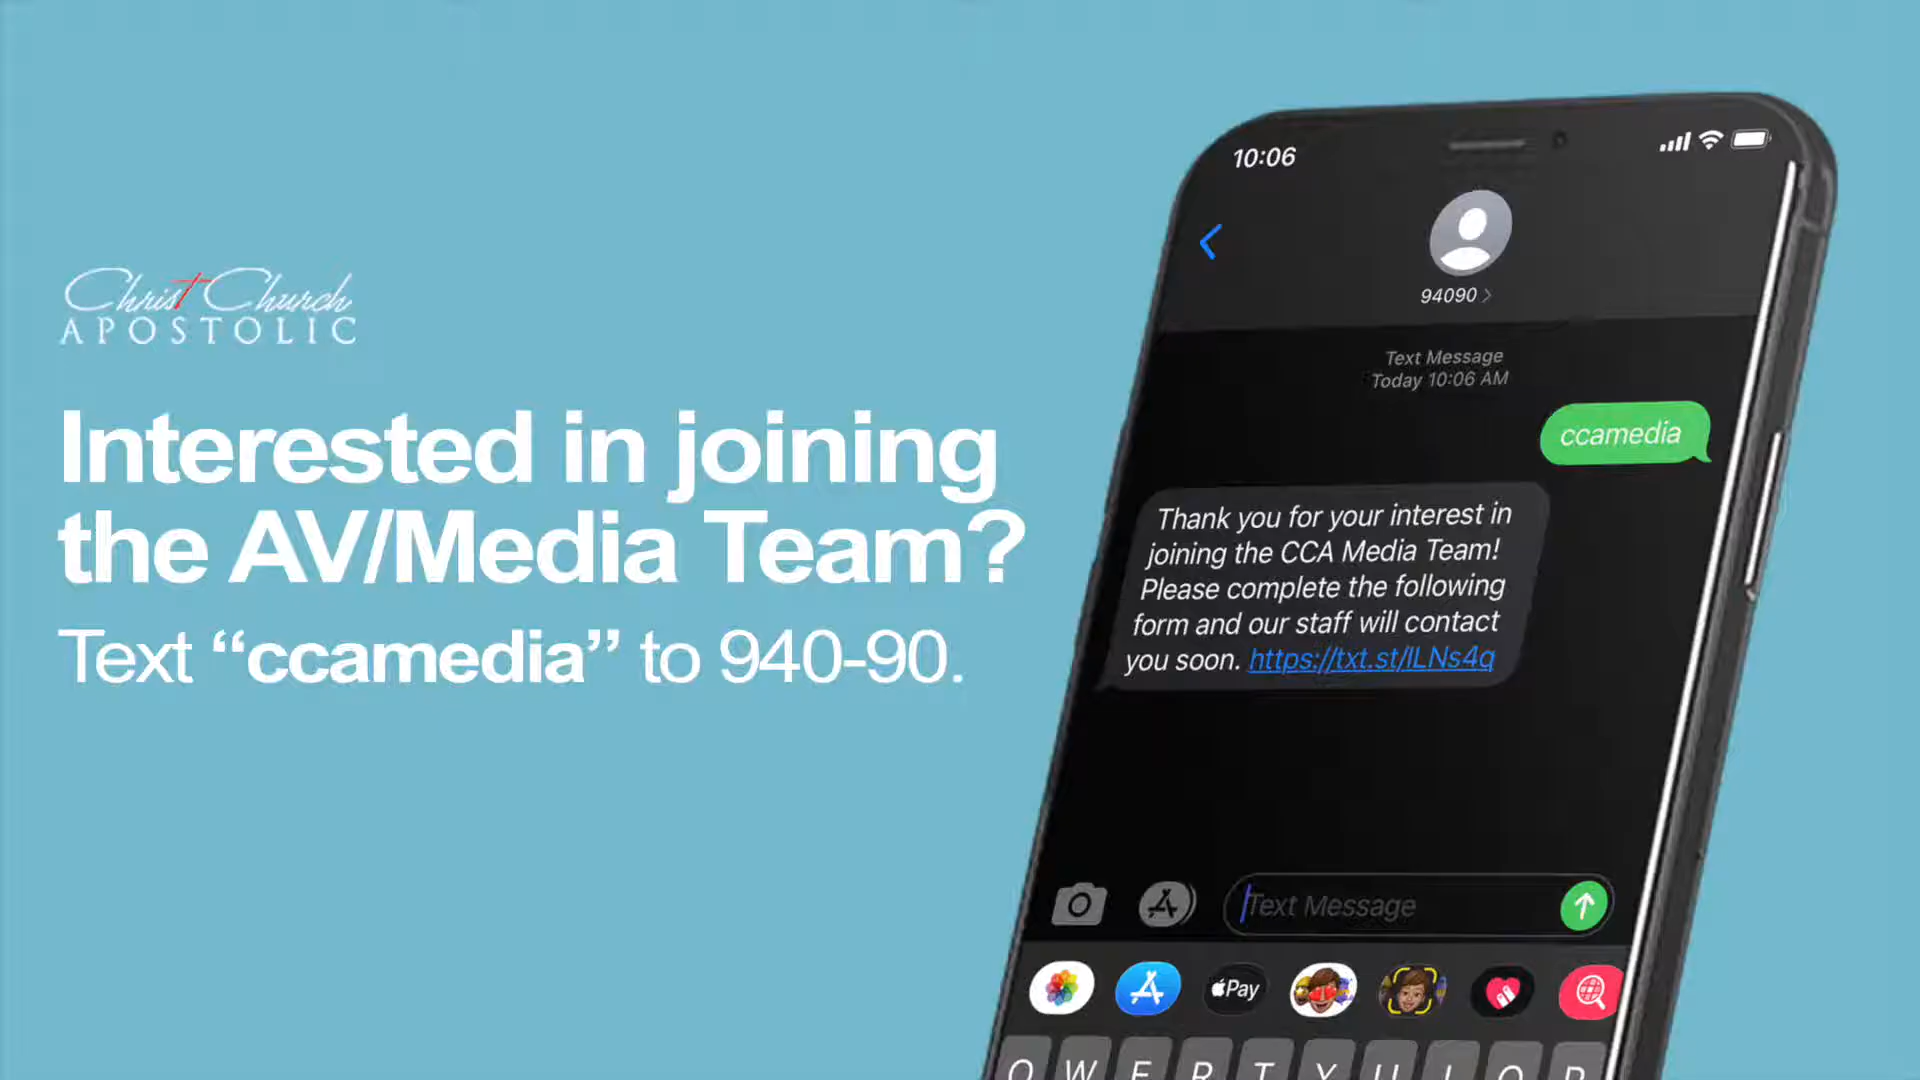 Christ Church
APOSTOLIC
Interested in joining
the AV/Media Team?
Text “ccamedia” to 940-90.
10:06
94090
Text Message
Today 10:06 AM
ccamedia
Thank you for your interest in
joining the CCA Media Team!
Please complete the following
form and our staff will contact
you soon. https://txt.st/lLNs4q
Text Message
Pay
Q W E R T Y U I O P